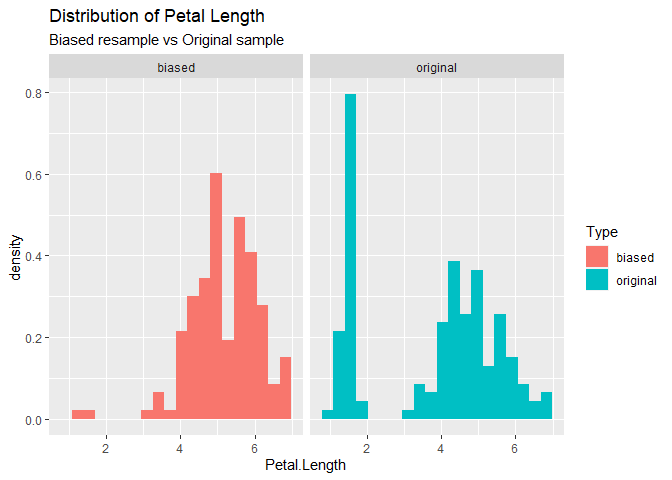 Distribution of Petal Length
Biased resample vs Original sample
biased original
0.8
0.6
0.4
0.2
0.0
density
2 4 6 2 4 6
Petal.Length
Type
biased
original